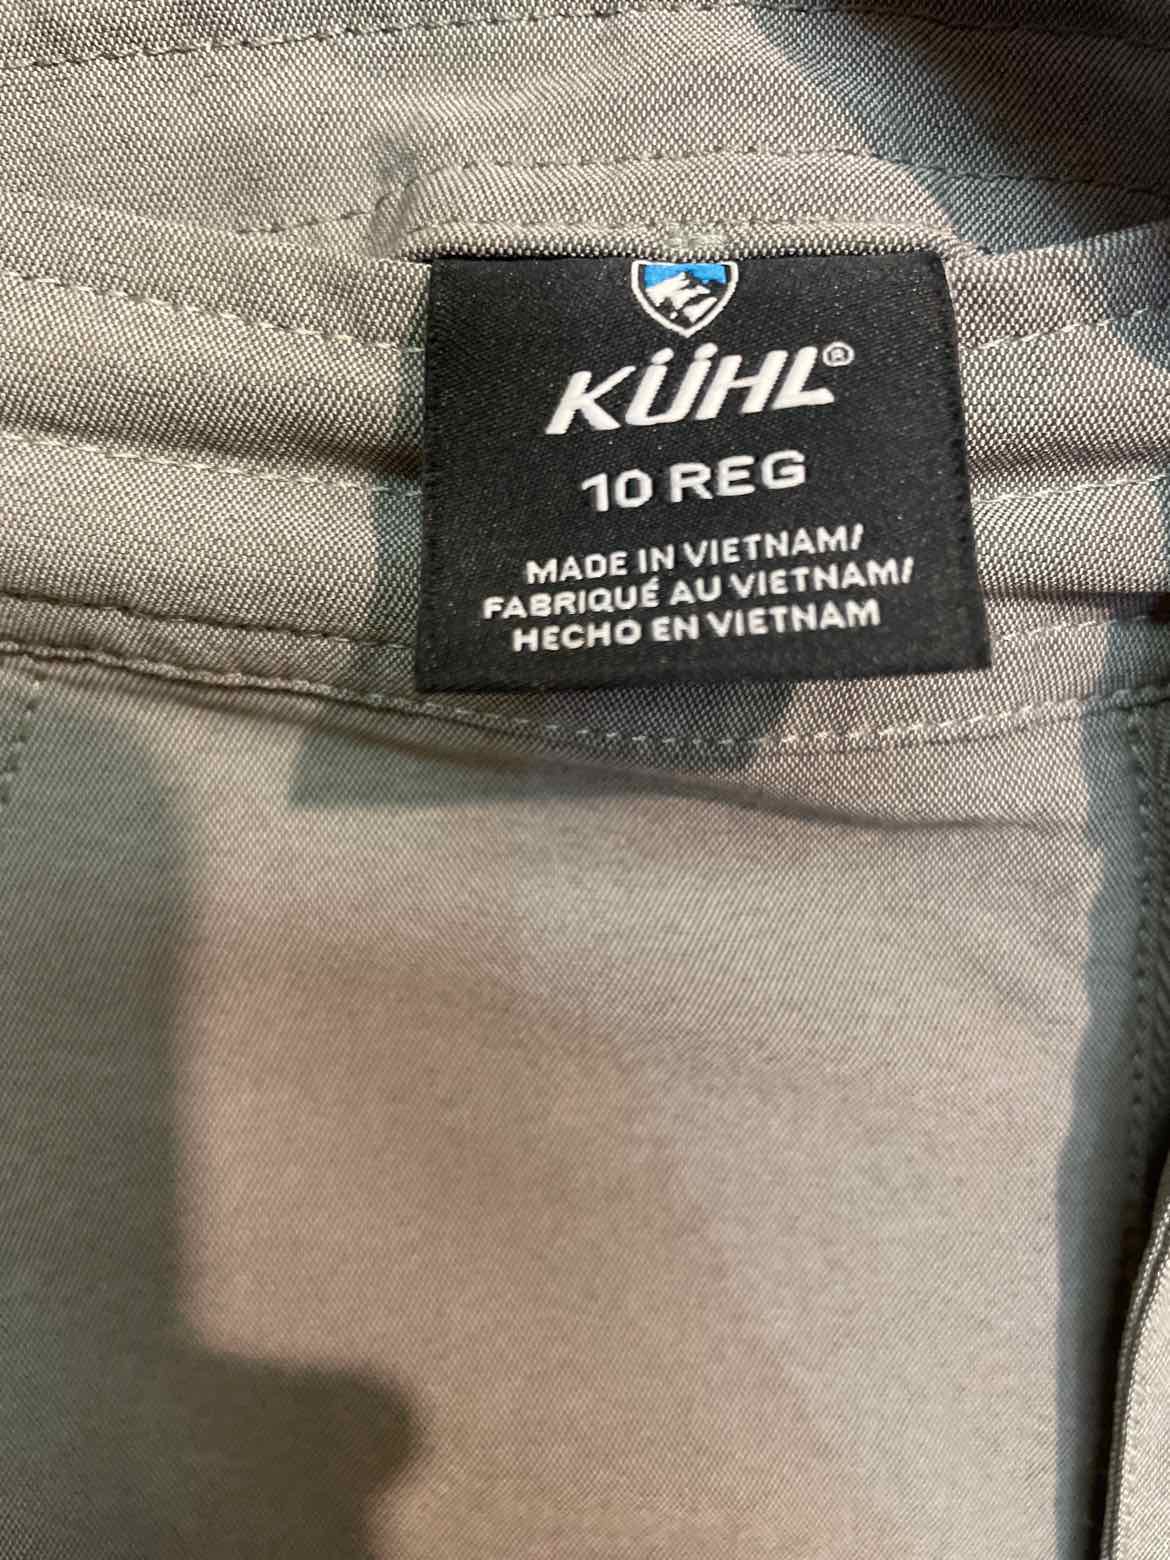 KÜHL®
10 REG
MADE IN VIETNAM/
FABRIQUÉ AU VIETNAM/
HECHO EN VIETNAM